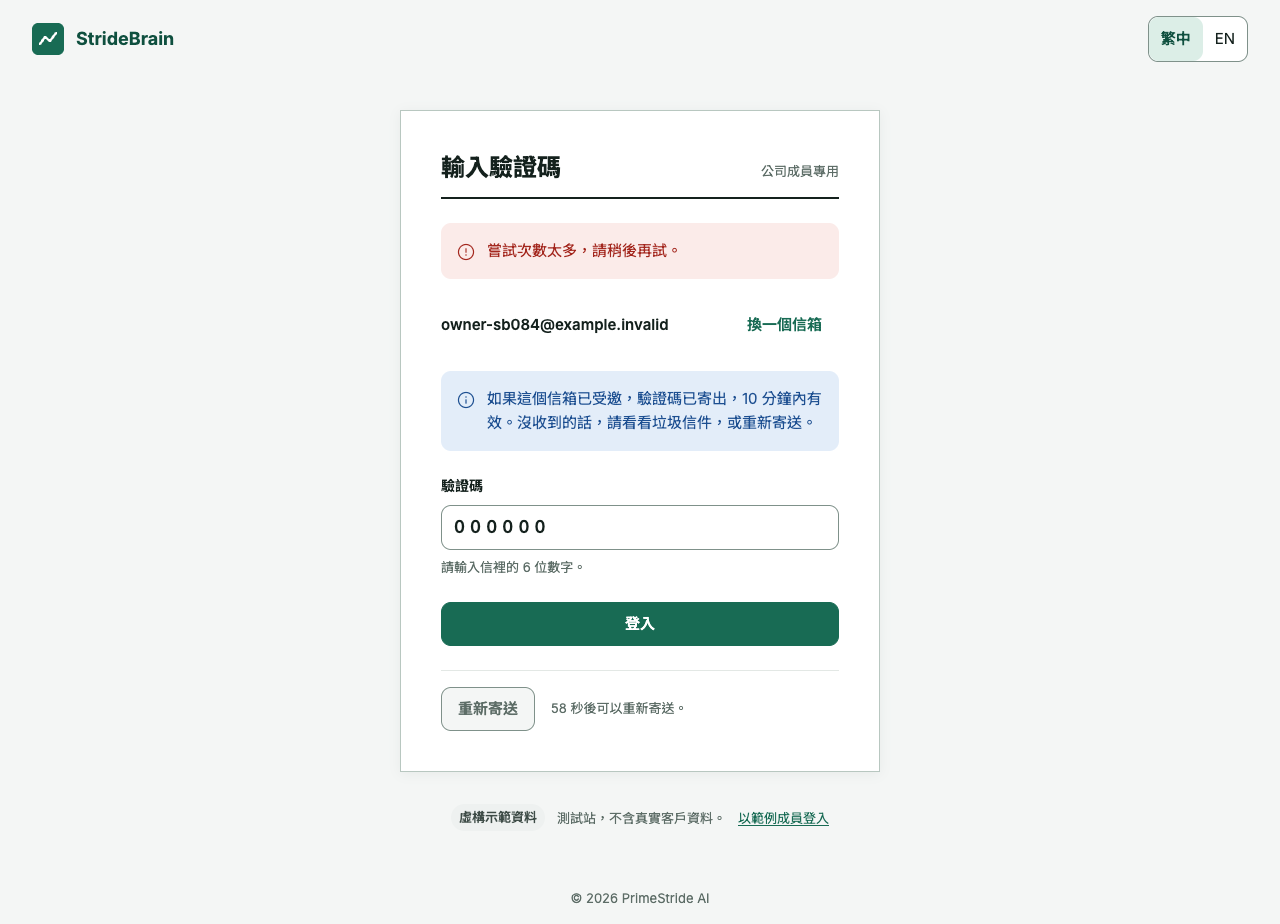 StrideBrain
繁中
EN
輸入驗證碼
公司成員專用
嘗試次數太多，請稍後再試。
owner-sb084@example.invalid
換一個信箱
如果這個信箱已受邀，驗證碼已寄出，10 分鐘內有
效。沒收到的話，請看看垃圾信件，或重新寄送。
驗證碼
000000
請輸入信裡的 6 位數字。
登入
重新寄送
58 秒後可以重新寄送。
虛構示範資料
測試站，不含真實客戶資料。
以範例成員登入
© 2026 PrimeStride AI